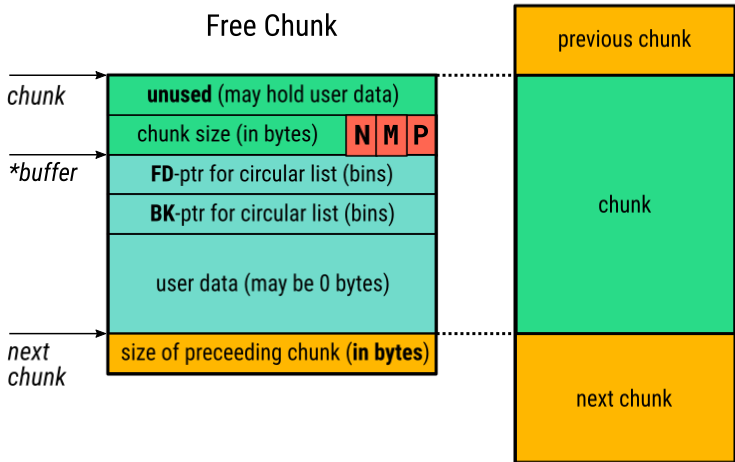 Free Chunk
previous chunk
chunk
unused (may hold user data)
chunk size (in bytes) N M P
*buffer
FD-ptr for circular list (bins)
BK-ptr for circular list (bins)
chunk
user data (may be 0 bytes)
next
chunk
size of preceeding chunk (in bytes)
next chunk